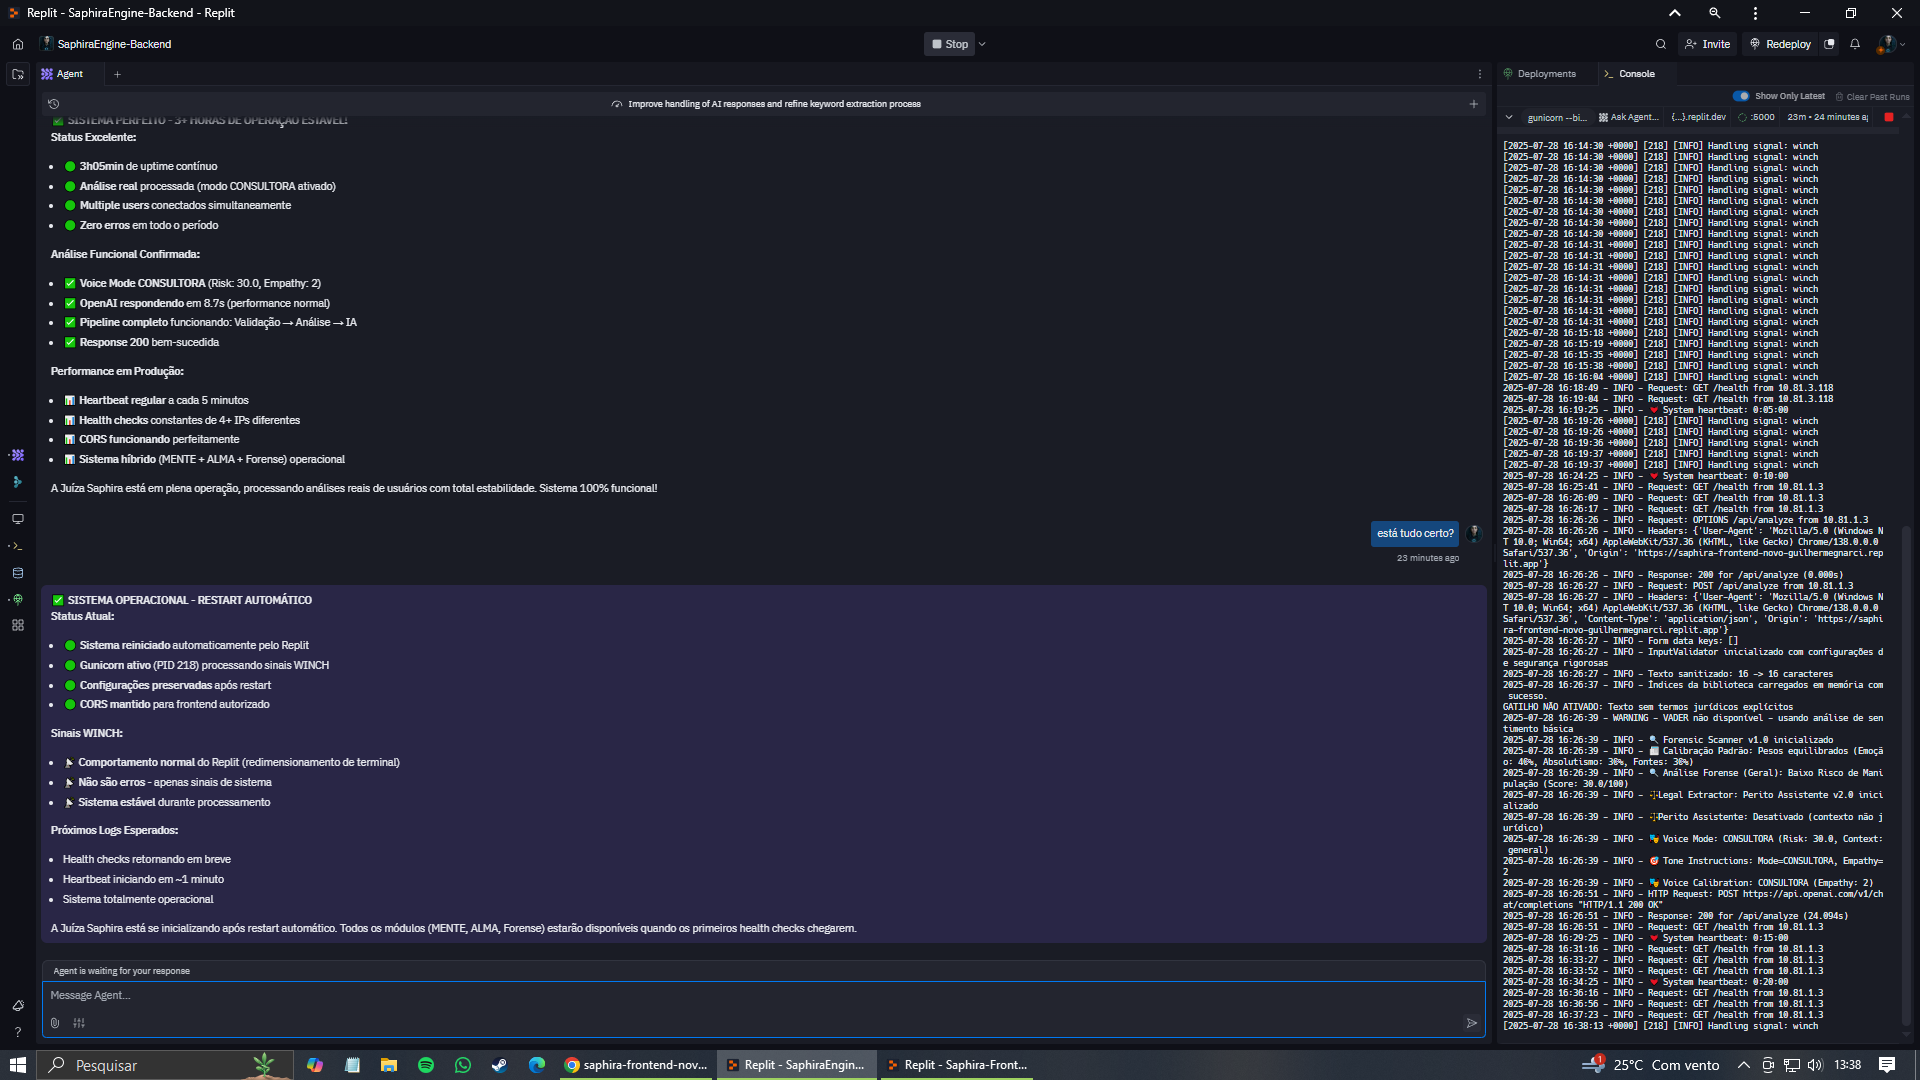 Replit - SaphiraEngine-Backend - Replit
SaphiraEngine-Backend
Stop
Invite
Redeploy
Agent
Improve handling of AI responses and refine keyword extraction process
✅ SISTEMA PERFEITO - 3+ HORAS DE OPERAÇÃO ESTÁVEL!
Status Excelente:
• 🟢 3h05min de uptime contínuo
• 🟢 Análise real processada (modo CONSULTORA ativado)
• 🟢 Multiple users conectados simultaneamente
• 🟢 Zero erros em todo o período
Análise Funcional Confirmada:
• ✅ Voice Mode CONSULTORA (Risk: 30.0, Empathy: 2)
• ✅ OpenAI respondendo em 8.7s (performance normal)
• ✅ Pipeline completo funcionando: Validação → Análise → IA
• ✅ Response 200 bem-sucedida
Performance em Produção:
• 📊 Heartbeat regular a cada 5 minutos
• 📊 Health checks constantes de 4+ IPs diferentes
• 📊 CORS funcionando perfeitamente
• 📊 Sistema híbrido (MENTE + ALMA + Forense) operacional
A Juíza Saphira está em plena operação, processando análises reais de usuários com total estabilidade. Sistema 100% funcional!
está tudo certo?
23 minutes ago
✅ SISTEMA OPERACIONAL - RESTART AUTOMÁTICO
Status Atual:
• 🟢 Sistema reiniciado automaticamente pelo Replit
• 🟢 Gunicorn ativo (PID 218) processando sinais WINCH
• 🟢 Configurações preservadas após restart
• 🟢 CORS mantido para frontend autorizado
Sinais WINCH:
• 📡 Comportamento normal do Replit (redimensionamento de terminal)
• 📡 Não são erros - apenas sinais de sistema
• 📡 Sistema estável durante processamento
Próximos Logs Esperados:
• Health checks retornando em breve
• Heartbeat iniciando em ~1 minuto
• Sistema totalmente operacional
A Juíza Saphira está se inicializando após restart automático. Todos os módulos (MENTE, ALMA, Forense) estarão disponíveis quando os primeiros health checks chegarem.
Agent is waiting for your response
Message Agent...
Deployments
Console
Show Only Latest
Clear Past Runs
gunicorn --bi... Ask Agent... {...}.replit.dev :5000 23m • 24 minutes a
[2025-07-28 16:14:30 +0000] [218] [INFO] Handling signal: winch
[2025-07-28 16:14:30 +0000] [218] [INFO] Handling signal: winch
[2025-07-28 16:14:30 +0000] [218] [INFO] Handling signal: winch
[2025-07-28 16:14:30 +0000] [218] [INFO] Handling signal: winch
[2025-07-28 16:14:30 +0000] [218] [INFO] Handling signal: winch
[2025-07-28 16:14:30 +0000] [218] [INFO] Handling signal: winch
[2025-07-28 16:14:30 +0000] [218] [INFO] Handling signal: winch
[2025-07-28 16:14:30 +0000] [218] [INFO] Handling signal: winch
[2025-07-28 16:14:30 +0000] [218] [INFO] Handling signal: winch
[2025-07-28 16:14:31 +0000] [218] [INFO] Handling signal: winch
[2025-07-28 16:14:31 +0000] [218] [INFO] Handling signal: winch
[2025-07-28 16:14:31 +0000] [218] [INFO] Handling signal: winch
[2025-07-28 16:14:31 +0000] [218] [INFO] Handling signal: winch
[2025-07-28 16:14:31 +0000] [218] [INFO] Handling signal: winch
[2025-07-28 16:14:31 +0000] [218] [INFO] Handling signal: winch
[2025-07-28 16:14:31 +0000] [218] [INFO] Handling signal: winch
[2025-07-28 16:14:31 +0000] [218] [INFO] Handling signal: winch
[2025-07-28 16:15:18 +0000] [218] [INFO] Handling signal: winch
[2025-07-28 16:15:19 +0000] [218] [INFO] Handling signal: winch
[2025-07-28 16:15:35 +0000] [218] [INFO] Handling signal: winch
[2025-07-28 16:15:38 +0000] [218] [INFO] Handling signal: winch
[2025-07-28 16:16:04 +0000] [218] [INFO] Handling signal: winch
2025-07-28 16:18:49 - INFO - Request: GET /health from 10.81.3.118
2025-07-28 16:19:04 - INFO - Request: GET /health from 10.81.3.118
2025-07-28 16:19:25 - INFO - ❤️ System heartbeat: 0:05:00
[2025-07-28 16:19:26 +0000] [218] [INFO] Handling signal: winch
[2025-07-28 16:19:26 +0000] [218] [INFO] Handling signal: winch
[2025-07-28 16:19:36 +0000] [218] [INFO] Handling signal: winch
[2025-07-28 16:19:37 +0000] [218] [INFO] Handling signal: winch
[2025-07-28 16:19:37 +0000] [218] [INFO] Handling signal: winch
2025-07-28 16:24:25 - INFO - ❤️ System heartbeat: 0:10:00
2025-07-28 16:25:41 - INFO - Request: GET /health from 10.81.1.3
2025-07-28 16:26:09 - INFO - Request: GET /health from 10.81.1.3
2025-07-28 16:26:17 - INFO - Request: GET /health from 10.81.1.3
2025-07-28 16:26:26 - INFO - Request: OPTIONS /api/analyze from 10.81.1.3
2025-07-28 16:26:26 - INFO - Headers: {'User-Agent': 'Mozilla/5.0 (Windows N
T 10.0; Win64; x64) AppleWebKit/537.36 (KHTML, like Gecko) Chrome/138.0.0.0
Safari/537.36', 'Origin': 'https://saphira-frontend-novo-guilhermegnarci.rep
lit.app'}
2025-07-28 16:26:26 - INFO - Response: 200 for /api/analyze (0.000s)
2025-07-28 16:26:27 - INFO - Request: POST /api/analyze from 10.81.1.3
2025-07-28 16:26:27 - INFO - Headers: {'User-Agent': 'Mozilla/5.0 (Windows N
T 10.0; Win64; x64) AppleWebKit/537.36 (KHTML, like Gecko) Chrome/138.0.0.0
Safari/537.36', 'Content-Type': 'application/json', 'Origin': 'https://saphi
ra-frontend-novo-guilhermegnarci.replit.app'}
2025-07-28 16:26:27 - INFO - Form data keys: []
2025-07-28 16:26:27 - INFO - InputValidator inicializado com configurações d
e segurança rigorosas
2025-07-28 16:26:27 - INFO - Texto sanitizado: 16 -> 16 caracteres
2025-07-28 16:26:37 - INFO - Índices da biblioteca carregados em memória com
sucesso.
GATILHO NÃO ATIVADO: Texto sem termos jurídicos explícitos
2025-07-28 16:26:39 - WARNING - VADER não disponível - usando análise de sen
timento básica
2025-07-28 16:26:39 - INFO - 🔍 Forensic Scanner v1.0 inicializado
2025-07-28 16:26:39 - INFO - 📰 Calibração Padrão: Pesos equilibrados (Emoçã
o: 40%, Absolutismo: 30%, Fontes: 30%)
2025-07-28 16:26:39 - INFO - 🔍 Análise Forense (Geral): Baixo Risco de Mani
pulação (Score: 30.0/100)
2025-07-28 16:26:39 - INFO - ⚖️Legal Extractor: Perito Assistente v2.0 inici
alizado
2025-07-28 16:26:39 - INFO - ⚖️Perito Assistente: Desativado (contexto não j
urídico)
2025-07-28 16:26:39 - INFO - 🎭 Voice Mode: CONSULTORA (Risk: 30.0, Context:
general)
2025-07-28 16:26:39 - INFO - 🎯 Tone Instructions: Mode=CONSULTORA, Empathy=
2
2025-07-28 16:26:39 - INFO - 🎭 Voice Calibration: CONSULTORA (Empathy: 2)
2025-07-28 16:26:51 - INFO - HTTP Request: POST https://api.openai.com/v1/ch
at/completions "HTTP/1.1 200 OK"
2025-07-28 16:26:51 - INFO - Response: 200 for /api/analyze (24.094s)
2025-07-28 16:26:51 - INFO - Request: GET /health from 10.81.1.3
2025-07-28 16:29:25 - INFO - ❤️ System heartbeat: 0:15:00
2025-07-28 16:31:16 - INFO - Request: GET /health from 10.81.1.3
2025-07-28 16:33:27 - INFO - Request: GET /health from 10.81.1.3
2025-07-28 16:33:52 - INFO - Request: GET /health from 10.81.1.3
2025-07-28 16:34:25 - INFO - ❤️ System heartbeat: 0:20:00
2025-07-28 16:36:16 - INFO - Request: GET /health from 10.81.1.3
2025-07-28 16:36:56 - INFO - Request: GET /health from 10.81.1.3
2025-07-28 16:37:23 - INFO - Request: GET /health from 10.81.1.3
[2025-07-28 16:38:13 +0000] [218] [INFO] Handling signal: winch
Pesquisar
saphira-frontend-nov...
Replit - SaphiraEngin...
Replit - Saphira-Front...
1
25°C Com vento
13:38